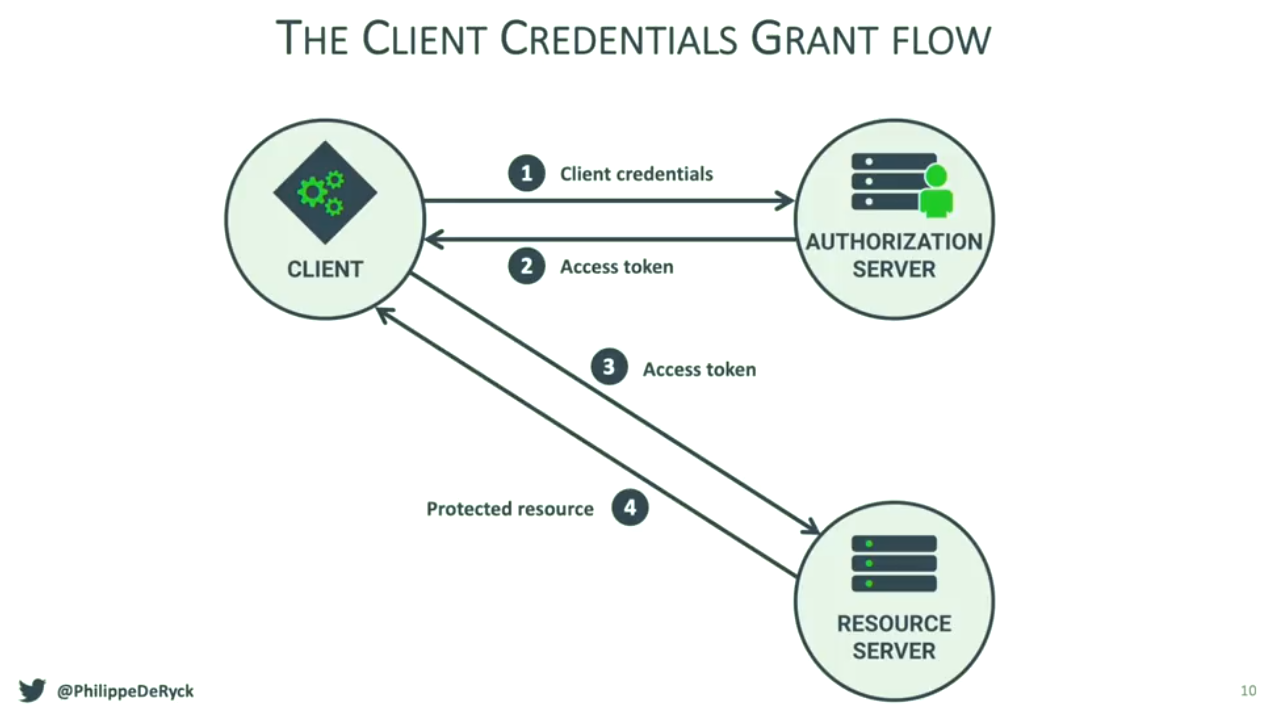 THE CLIENT CREDENTIALS GRANT FLOW
1 Client credentials
CLIENT
AUTHORIZATION
SERVER
2 Access token
3 Access token
Protected resource 4
RESOURCE
SERVER
@PhilippeDeRyck
10